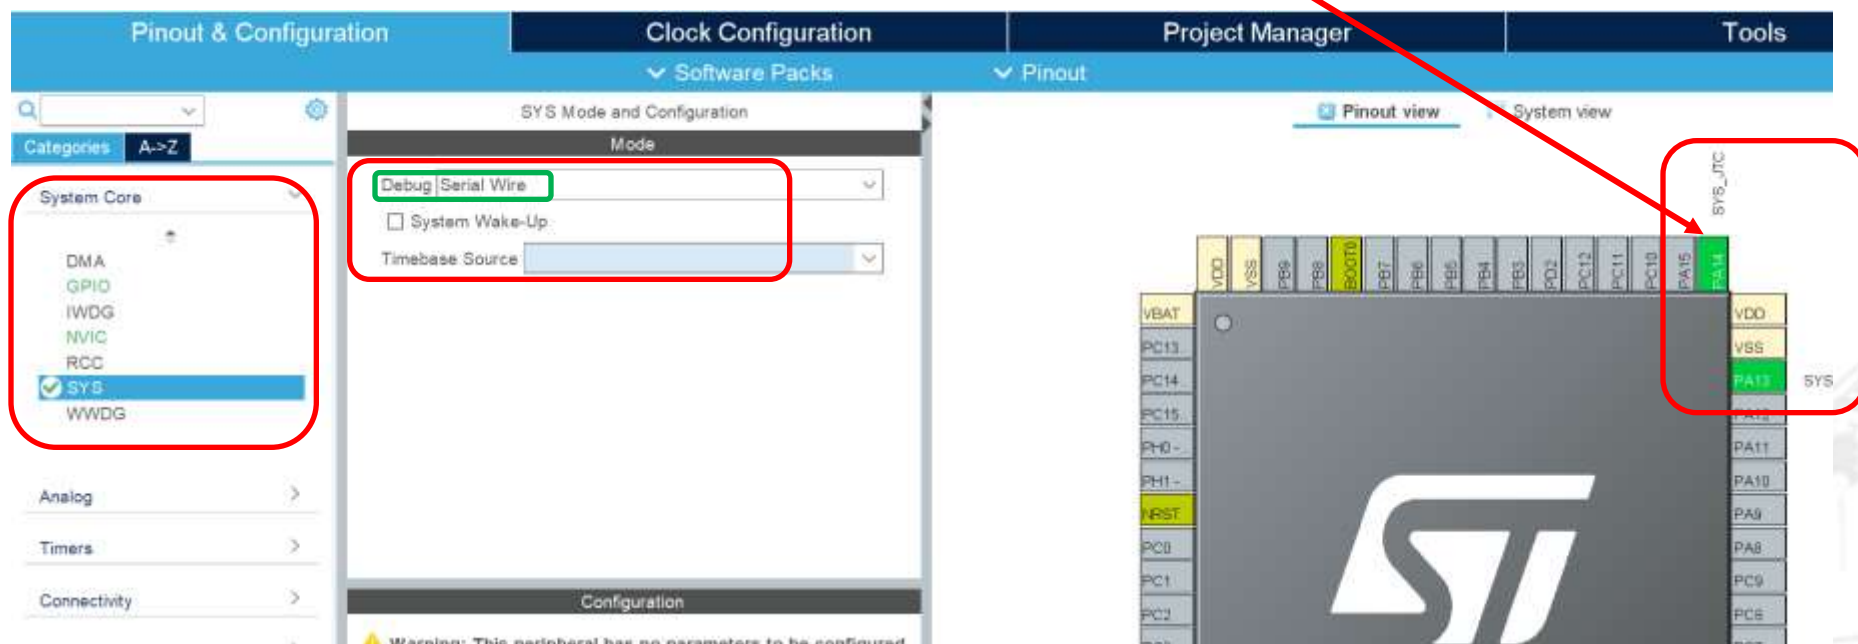 Pinout & Configuration
Clock Configuration
Project Manager
Tools
Software Packs
Pinout
SYS Mode and Configuration
Pinout view
System view
Categories
A->Z
Mode
System Core
Debug Serial Wire
System Wake-Up
Timebase Source
DMA
GPIO
IWDG
NVIC
RCC
SYS
WWDG
Analog
Timers
Connectivity
Configuration
Warning: This peripheral has no parameters to be configured
SYS_JTC
VDD
VSS
PB9
PB8
BOOT0
PB7
PB6
PB5
PB4
PB3
PD2
PC12
PC11
PC10
PA15
PA14
VBAT
PC13
PC14
PC15
PH0-
PH1-
NRST
PC0
PC1
PC2
VDD
VSS
PA13
SYS
PA12
PA11
PA10
PA9
PA8
PC9
ST